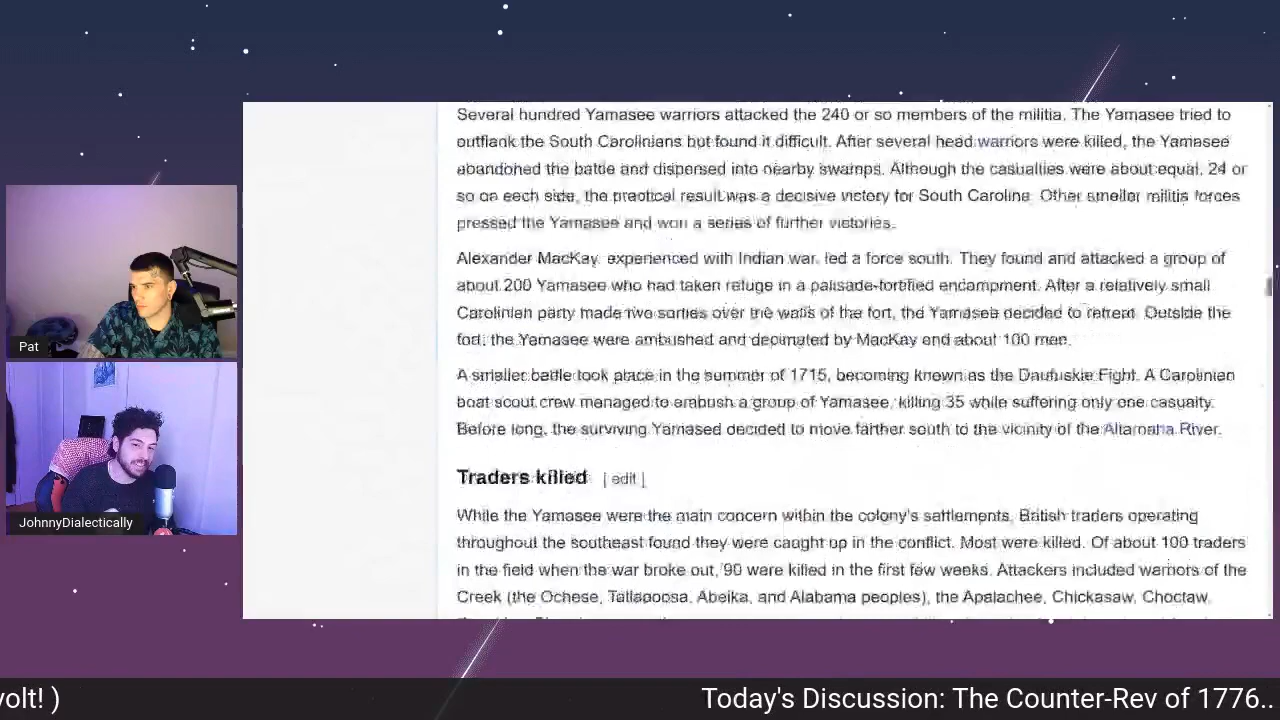 Several hundred Yamasee warriors attacked the 240 or so members of the militia. The Yamasee tried to
outflank the South Carolinians but found it difficult. After several head warriors were killed, the Yamasee
abandoned the battle and dispersed into nearby swamps. Although the casualties were about equal, 24 or
so on each side, the practical result was a decisive victory for South Carolina. Other smaller militia forces
pressed the Yamasee and won a series of further victories.
Alexander MacKay, experienced with Indian war, led a force south. They found and attacked a group of
about 200 Yamasee who had taken refuge in a palisade-fortified encampment. After a relatively small
Carolinian party made two sorties over the walls of the fort, the Yamasee decided to retreat. Outside the
fort, the Yamasee were ambushed and decimated by MacKay and about 100 men.
A smaller battle took place in the summer of 1715, becoming known as the Daufuskie Fight. A Carolinian
boat scout crew managed to ambush a group of Yamasee, killing 35 while suffering only one casualty.
Before long, the surviving Yamasee decided to move farther south to the vicinity of the Altamaha River.
Traders killed [ edit ]
While the Yamasee were the main concern within the colony's settlements, British traders operating
throughout the southeast found they were caught up in the conflict. Most were killed. Of about 100 traders
in the field when the war broke out, 90 were killed in the first few weeks. Attackers included warriors of the
Creek (the Ochese, Tallapoosa, Abeika, and Alabama peoples), the Apalachee, Chickasaw, Choctaw,
Pat
JohnnyDialectically
volt! ) Today's Discussion: The Counter-Rev of 1776..